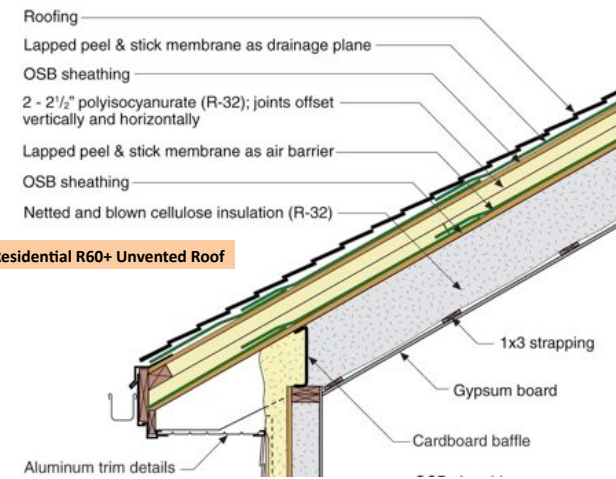 Roofing
Lapped peel & stick membrane as drainage plane
OSB sheathing
2 - 2½" polyisocyanurate (R-32); joints offset
vertically and horizontally
Lapped peel & stick membrane as air barrier
OSB sheathing
Netted and blown cellulose insulation (R-32)
Residential R60+ Unvented Roof
1x3 strapping
Gypsum board
Cardboard baffle
Aluminum trim details